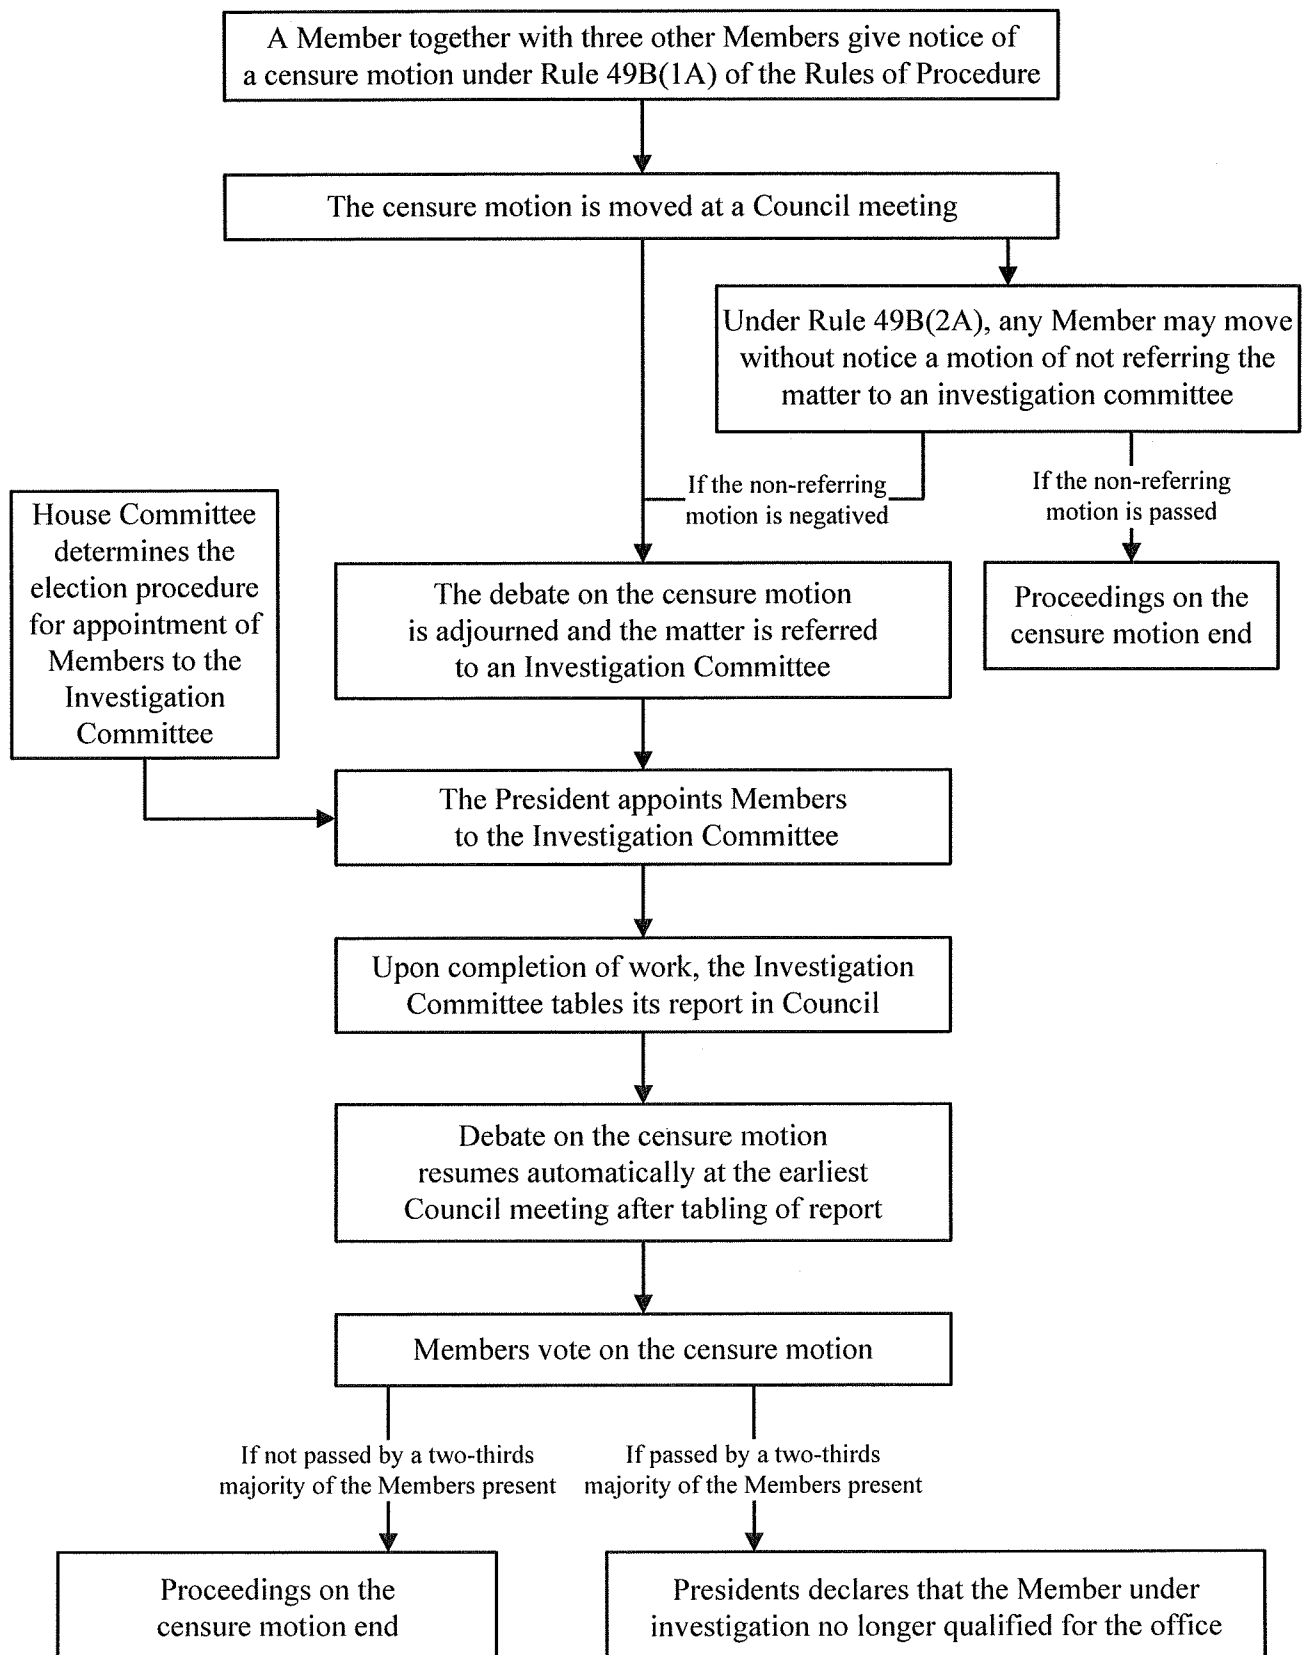 A Member together with three other Members give notice of
a censure motion under Rule 49B(1A) of the Rules of Procedure
The censure motion is moved at a Council meeting
Under Rule 49B(2A), any Member may move
without notice a motion of not referring the
matter to an investigation committee
If the non-referring
motion is negatived
If the non-referring
motion is passed
House Committee
determines the
election procedure
for appointment of
Members to the
Investigation
Committee
The debate on the censure motion
is adjourned and the matter is referred
to an Investigation Committee
Proceedings on the
censure motion end
The President appoints Members
to the Investigation Committee
Upon completion of work, the Investigation
Committee tables its report in Council
Debate on the censure motion
resumes automatically at the earliest
Council meeting after tabling of report
Members vote on the censure motion
If not passed by a two-thirds
majority of the Members present
If passed by a two-thirds
majority of the Members present
Proceedings on the
censure motion end
Presidents declares that the Member under
investigation no longer qualified for the office